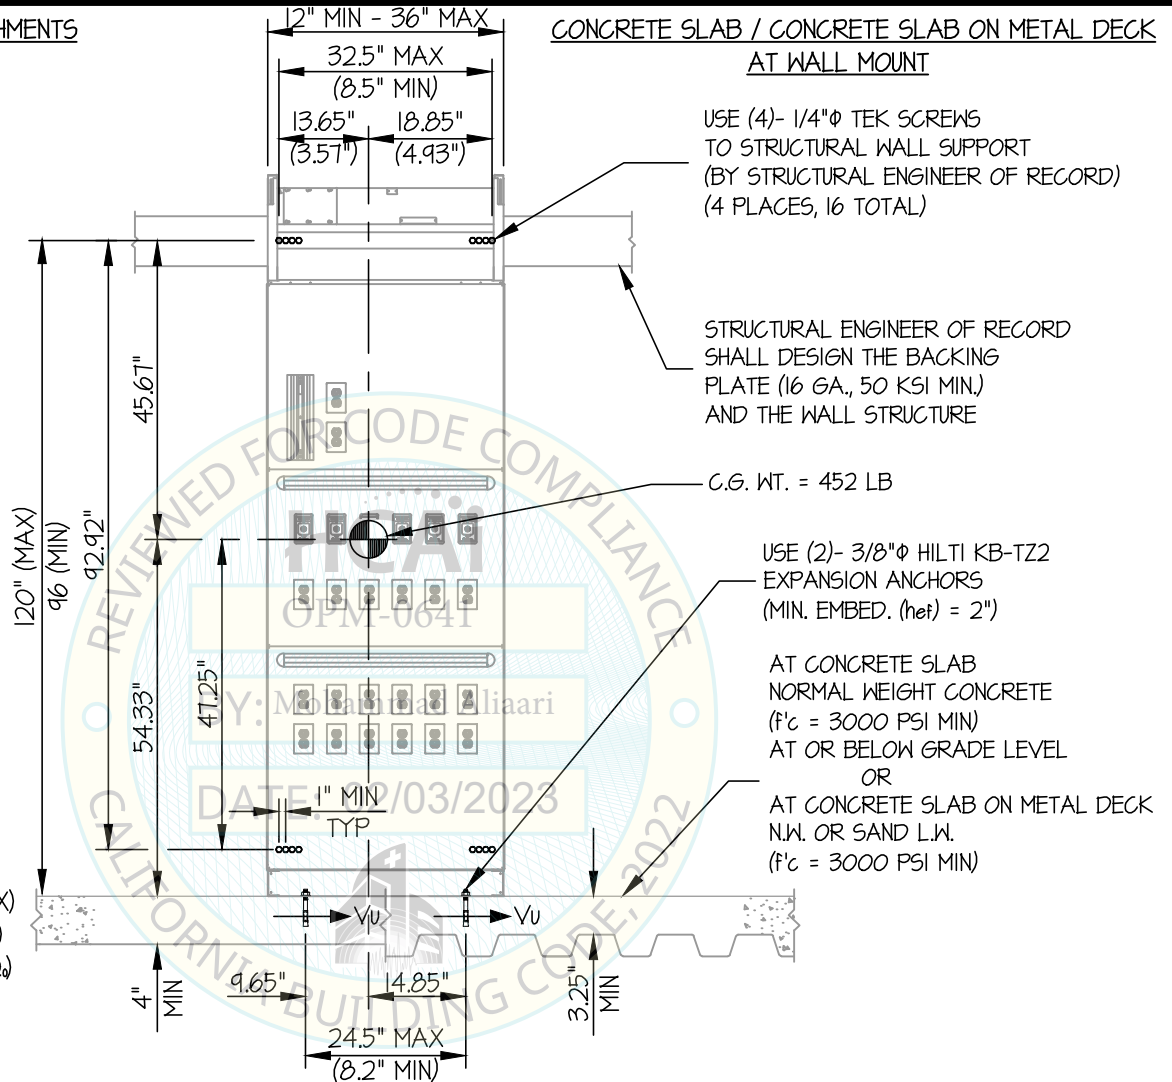 HMENTS
12" MIN - 36" MAX
32.5" MAX
(8.5" MIN)
13.65"
(3.57")
18.85"
(4.93")
CONCRETE SLAB / CONCRETE SLAB ON METAL DECK
AT WALL MOUNT
USE (4)- 1/4"Φ TEK SCREWS
TO STRUCTURAL WALL SUPPORT
(BY STRUCTURAL ENGINEER OF RECORD)
(4 PLACES, 16 TOTAL)
STRUCTURAL ENGINEER OF RECORD
SHALL DESIGN THE BACKING
PLATE (16 GA., 50 KSI MIN.)
AND THE WALL STRUCTURE
C.G. WT. = 452 LB
USE (2)- 3/8"Φ HILTI KB-TZ2
EXPANSION ANCHORS
(MIN. EMBED. (hef) = 2")
AT CONCRETE SLAB
NORMAL WEIGHT CONCRETE
(f'c = 3000 PSI MIN)
AT OR BELOW GRADE LEVEL
OR
AT CONCRETE SLAB ON METAL DECK
N.W. OR SAND L.W.
(f'c = 3000 PSI MIN)
120" (MAX)
96 (MIN)
92.92"
45.67"
54.33"
47.25"
REVIEWED FOR CODE COMPLIANCE
HCAi
OPM-0641
BY: Mohammad Aliaari
DATE: 02/03/2023
CALIFORNIA BUILDING CODE, 2022
1" MIN
TYP
X)
)
Vu
Vu
4"
MIN
9.65"
14.85"
24.5" MAX
(8.2" MIN)
3.25"
MIN